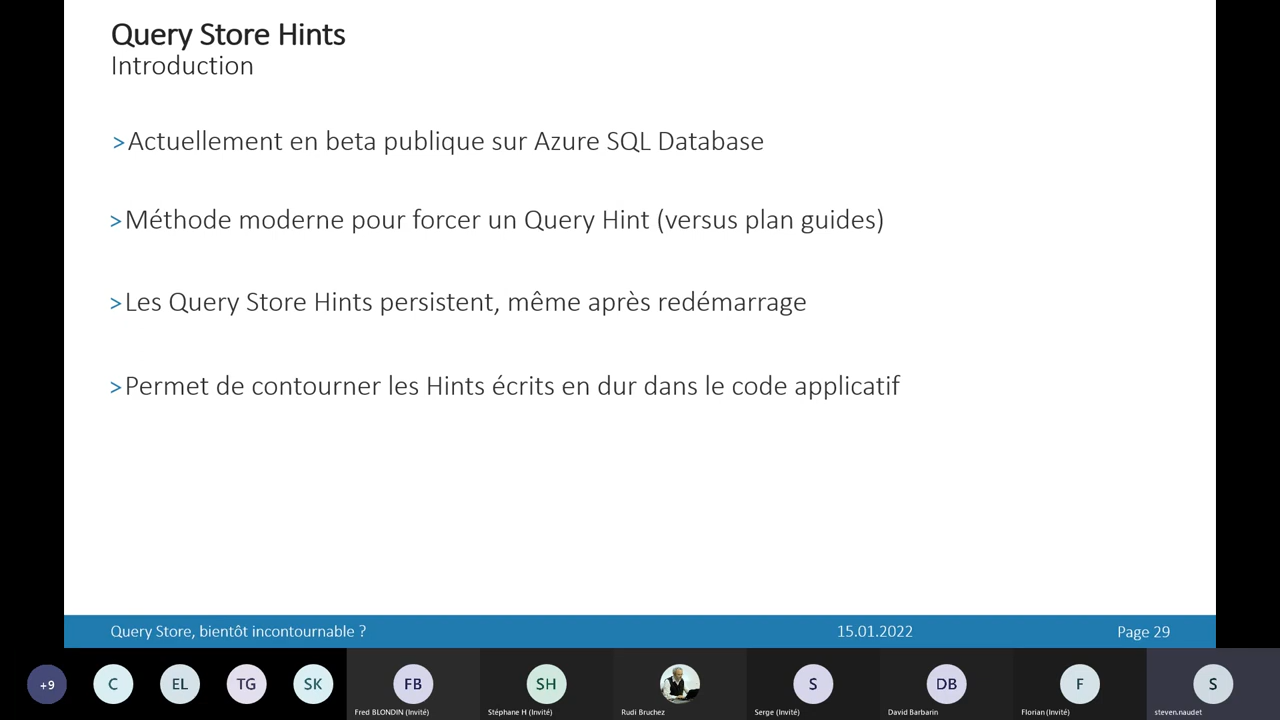 Query Store Hints
Introduction
>Actuellement en beta publique sur Azure SQL Database
>Méthode moderne pour forcer un Query Hint (versus plan guides)
>Les Query Store Hints persistent, même après redémarrage
>Permet de contourner les Hints écrits en dur dans le code applicatif
Query Store, bientôt incontournable ? 15.01.2022 Page 29
+9 C EL TG SK FB SH S DB F S
Fred BLONDIN (Invité) Stéphane H (Invité) Rudi Bruchez Serge (Invité) David Barbarin Florian (Invité) steven.naudet